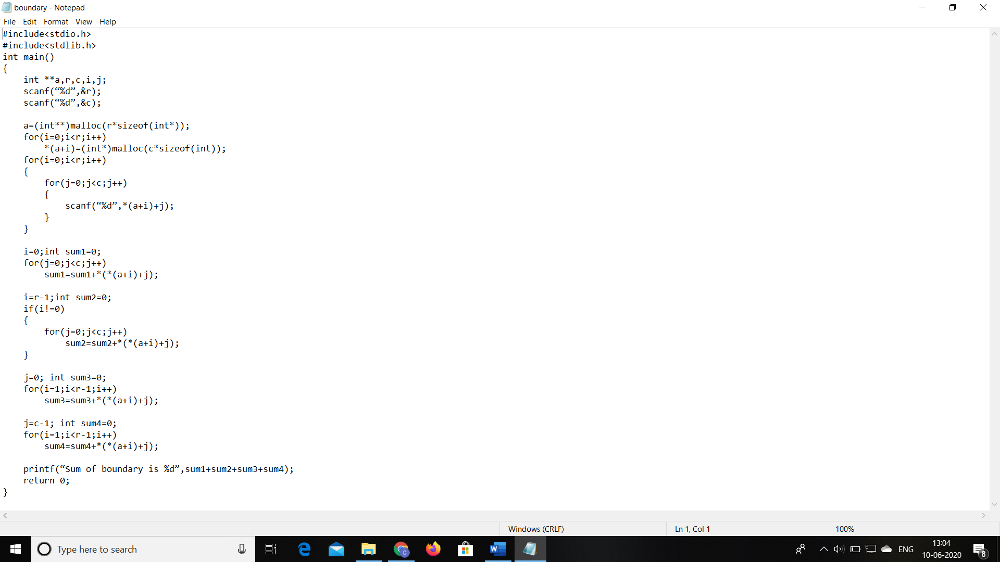 boundary - Notepad
File Edit Format View Help
#include<stdio.h>
#include<stdlib.h>
int main()
{
    int **a,r,c,i,j;
    scanf(“%d”,&r);
    scanf(“%d”,&c);

    a=(int**)malloc(r*sizeof(int*));
    for(i=0;i<r;i++)
        *(a+i)=(int*)malloc(c*sizeof(int));
    for(i=0;i<r;i++)
    {
        for(j=0;j<c;j++)
        {
            scanf(“%d”,*(a+i)+j);
        }
    }

    i=0;int sum1=0;
    for(j=0;j<c;j++)
        sum1=sum1+*(*(a+i)+j);

    i=r-1;int sum2=0;
    if(i!=0)
    {
        for(j=0;j<c;j++)
            sum2=sum2+*(*(a+i)+j);
    }

    j=0; int sum3=0;
    for(i=1;i<r-1;i++)
        sum3=sum3+*(*(a+i)+j);

    j=c-1; int sum4=0;
    for(i=1;i<r-1;i++)
        sum4=sum4+*(*(a+i)+j);

    printf(“Sum of boundary is %d”,sum1+sum2+sum3+sum4);
    return 0;
}
Windows (CRLF) Ln 1, Col 1 100%
Type here to search
ENG
13:04
10-06-2020
8